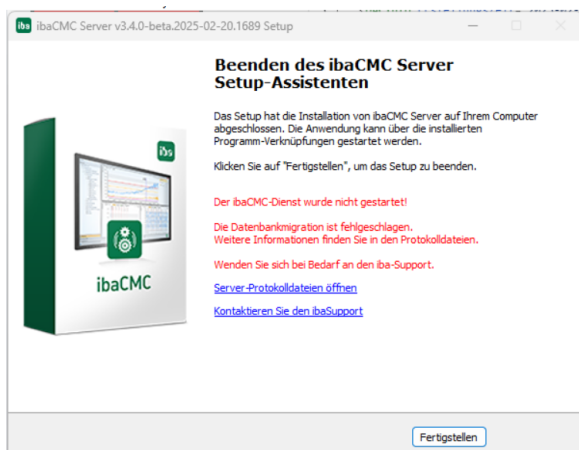 iba ibaCMC Server v3.4.0-beta.2025-02-20.1689 Setup
Beenden des ibaCMC Server
Setup-Assistenten
Das Setup hat die Installation von ibaCMC Server auf Ihrem Computer
abgeschlossen. Die Anwendung kann über die installierten
Programm-Verknüpfungen gestartet werden.
Klicken Sie auf "Fertigstellen", um das Setup zu beenden.
Der ibaCMC-Dienst wurde nicht gestartet!
Die Datenbankmigration ist fehlgeschlagen.
Weitere Informationen finden Sie in den Protokolldateien.
Wenden Sie sich bei Bedarf an den iba-Support.
Server-Protokolldateien öffnen
Kontaktieren Sie den ibaSupport
iba
ibaCMC
Fertigstellen